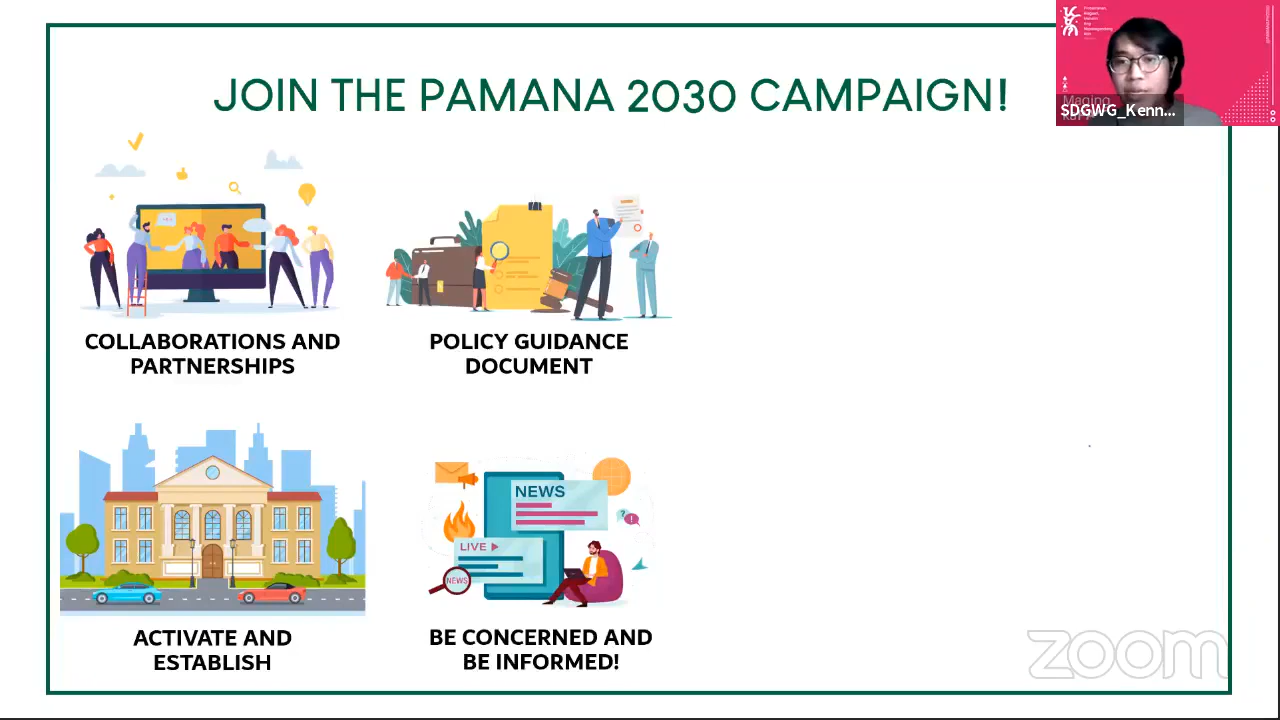 JOIN THE PAMANA 2030 CAMPAIGN!
SDGWG_Kenn...
COLLABORATIONS AND
PARTNERSHIPS
POLICY GUIDANCE
DOCUMENT
NEWS
LIVE
NEWS
ACTIVATE AND
ESTABLISH
BE CONCERNED AND
BE INFORMED!
zoom